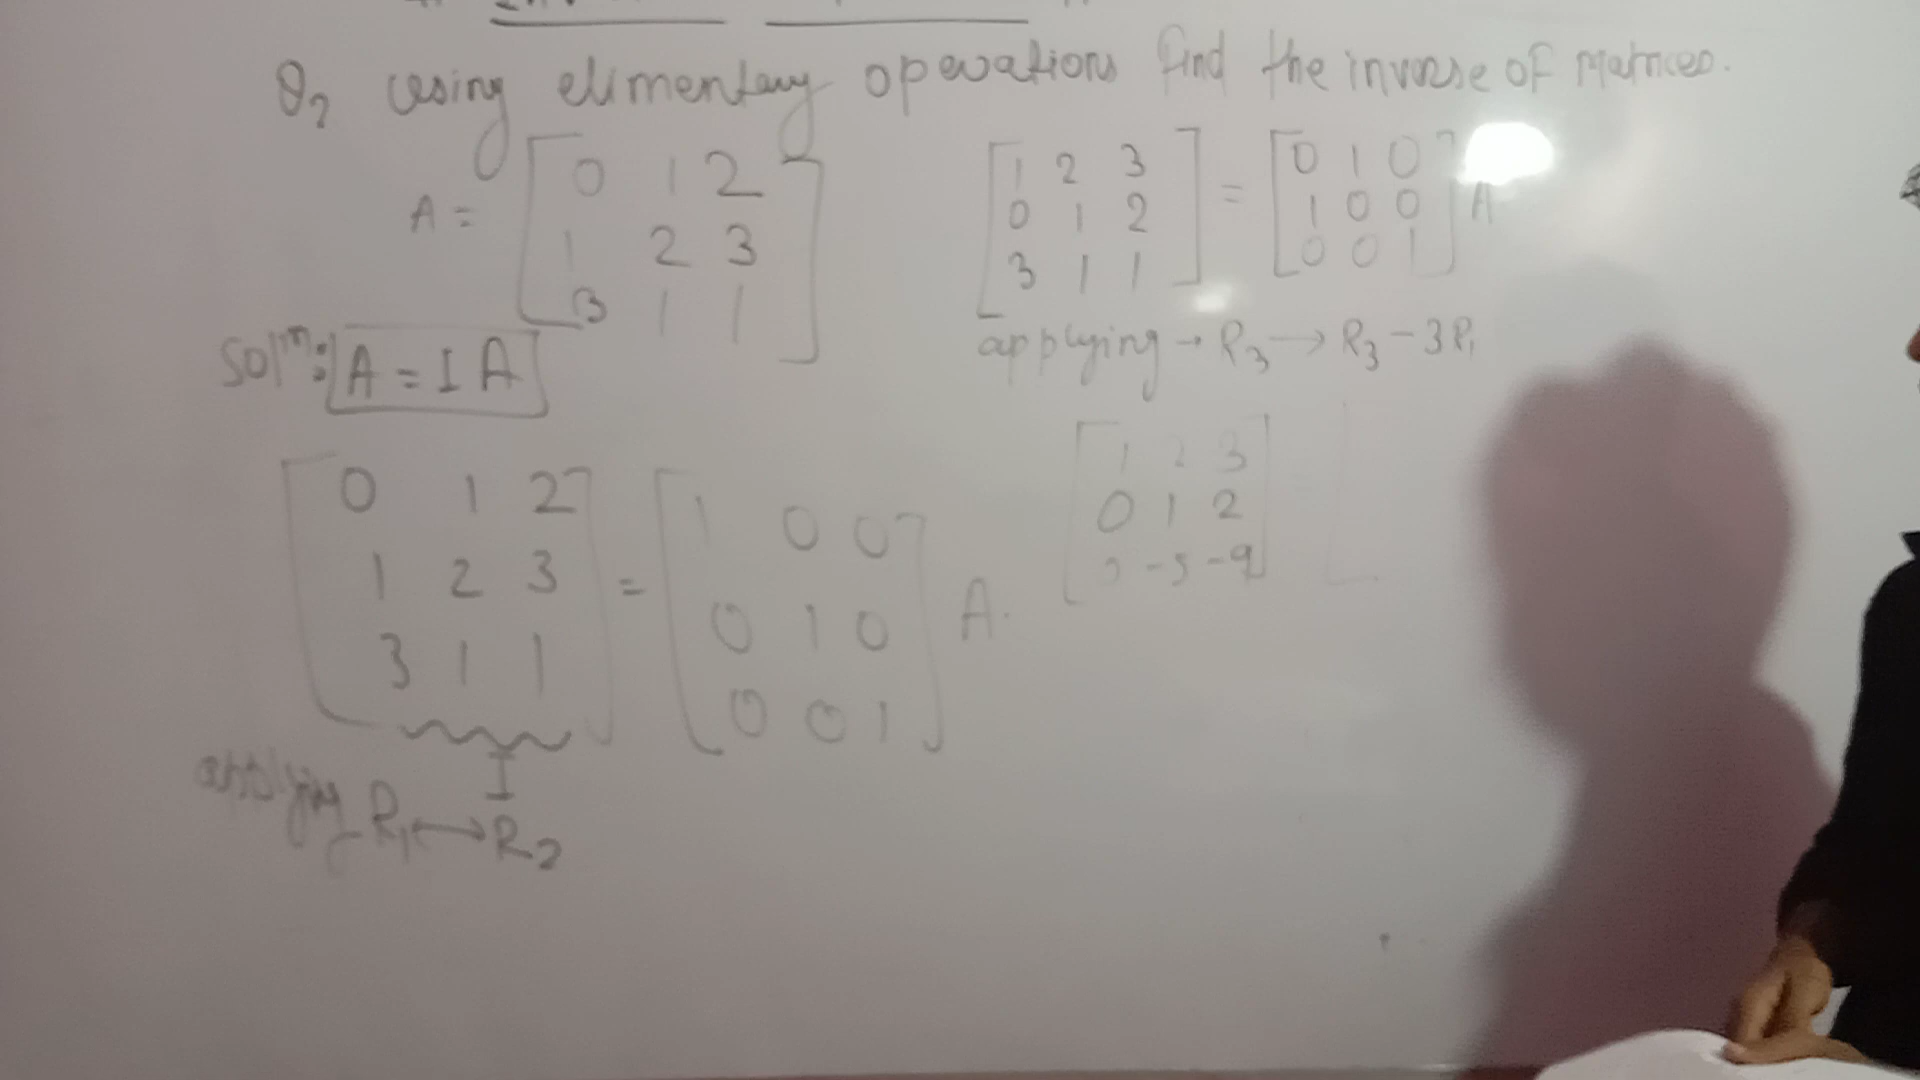 Q2 using elimentary operations find the inverse of Matrices.
A = [ 0 1 2
1 2 3
3 1 1 ]
Solⁿ: A = I A
[ 0 1 2
1 2 3
3 1 1 ] = [ 1 0 0
0 1 0
0 0 1 ] A.
I
applying R₁ ↔ R₂
[ 1 2 3
0 1 2
3 1 1 ] = [ 0 1 0
1 0 0
0 0 1 ] A
applying → R₃ → R₃ - 3R₁
[ 1 2 3
0 1 2
0 -5 -9 ] = [